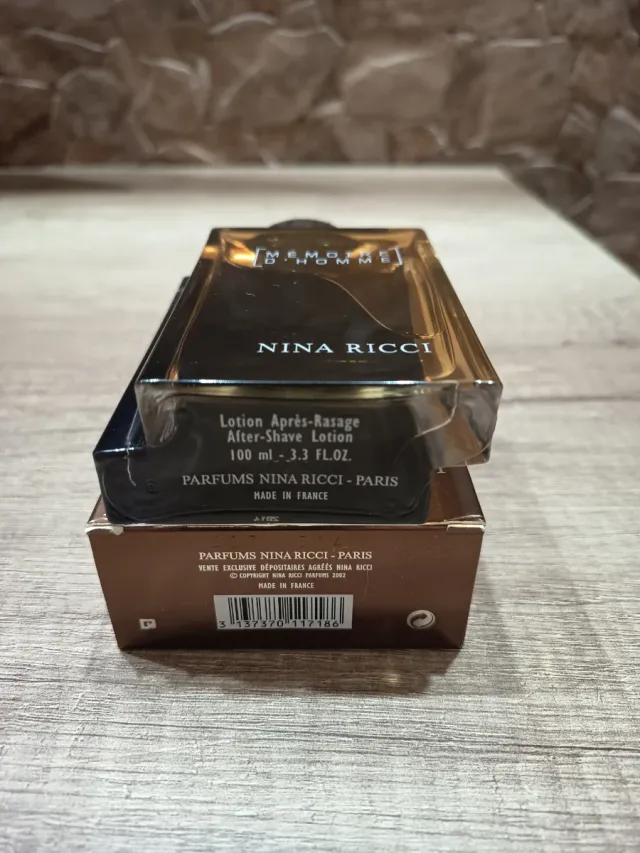 [MÉMOIRE
D'HOMME]
NINA RICCI
Lotion Après-Rasage
After-Shave Lotion
100 ml - 3.3 FL.OZ.
PARFUMS NINA RICCI - PARIS
MADE IN FRANCE
PARFUMS NINA RICCI - PARIS
VENTE EXCLUSIVE DÉPOSITAIRES AGRÉÉS NINA RICCI
© COPYRIGHT NINA RICCI PARFUMS 2002
MADE IN FRANCE
3 137370 117186